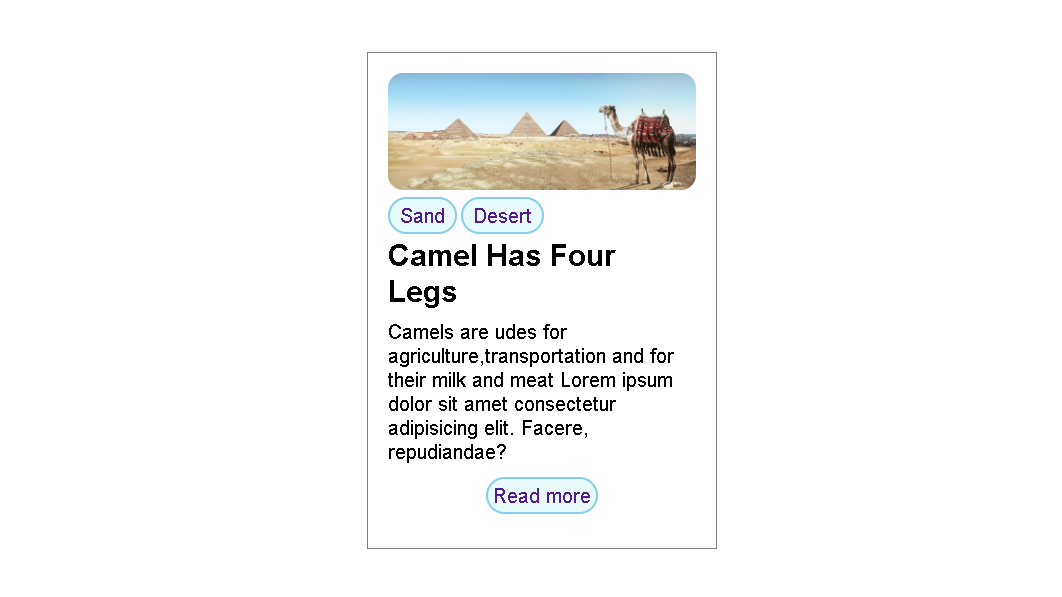 Sand Desert
Camel Has Four
Legs
Camels are udes for
agriculture,transportation and for
their milk and meat Lorem ipsum
dolor sit amet consectetur
adipisicing elit. Facere,
repudiandae?
Read more